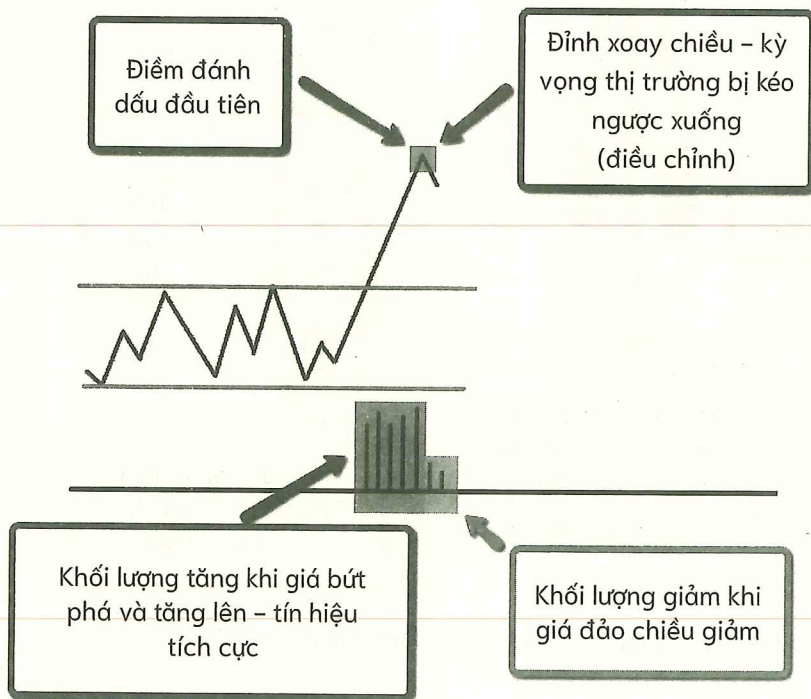 Điềm đánh
dấu đầu tiên
Đỉnh xoay chiều – kỳ
vọng thị trường bị kéo
ngược xuống
(điều chỉnh)
Khối lượng tăng khi giá bứt
phá và tăng lên – tín hiệu
tích cực
Khối lượng giảm khi
giá đảo chiều giảm